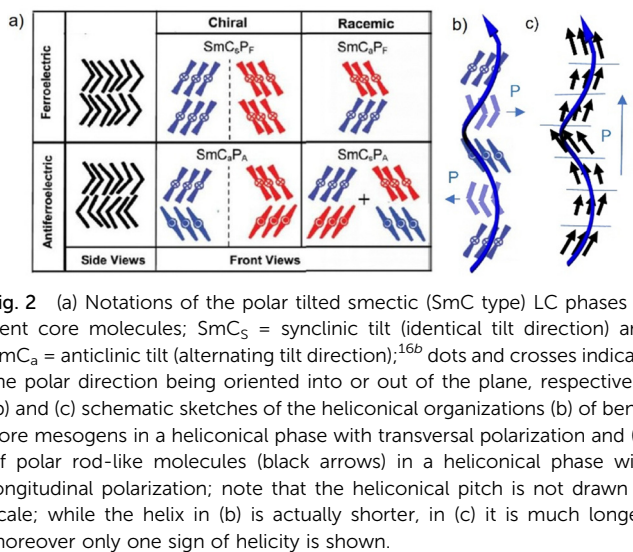 a)
Chiral
Racemic
b)
c)
Ferroelectric
SmCsPF
SmCaPF
P
P
P
Antiferroelectric
SmCaPA
SmCsPA
+
Side Views
Front Views
ig. 2 (a) Notations of the polar tilted smectic (SmC type) LC phases
ent core molecules; SmCS = synclinic tilt (identical tilt direction) an
mCa = anticlinic tilt (alternating tilt direction);16b dots and crosses indica
he polar direction being oriented into or out of the plane, respective
b) and (c) schematic sketches of the heliconical organizations (b) of ben
ore mesogens in a heliconical phase with transversal polarization and (
f polar rod-like molecules (black arrows) in a heliconical phase wi
ongitudinal polarization; note that the heliconical pitch is not drawn
cale; while the helix in (b) is actually shorter, in (c) it is much longe
moreover only one sign of helicity is shown.